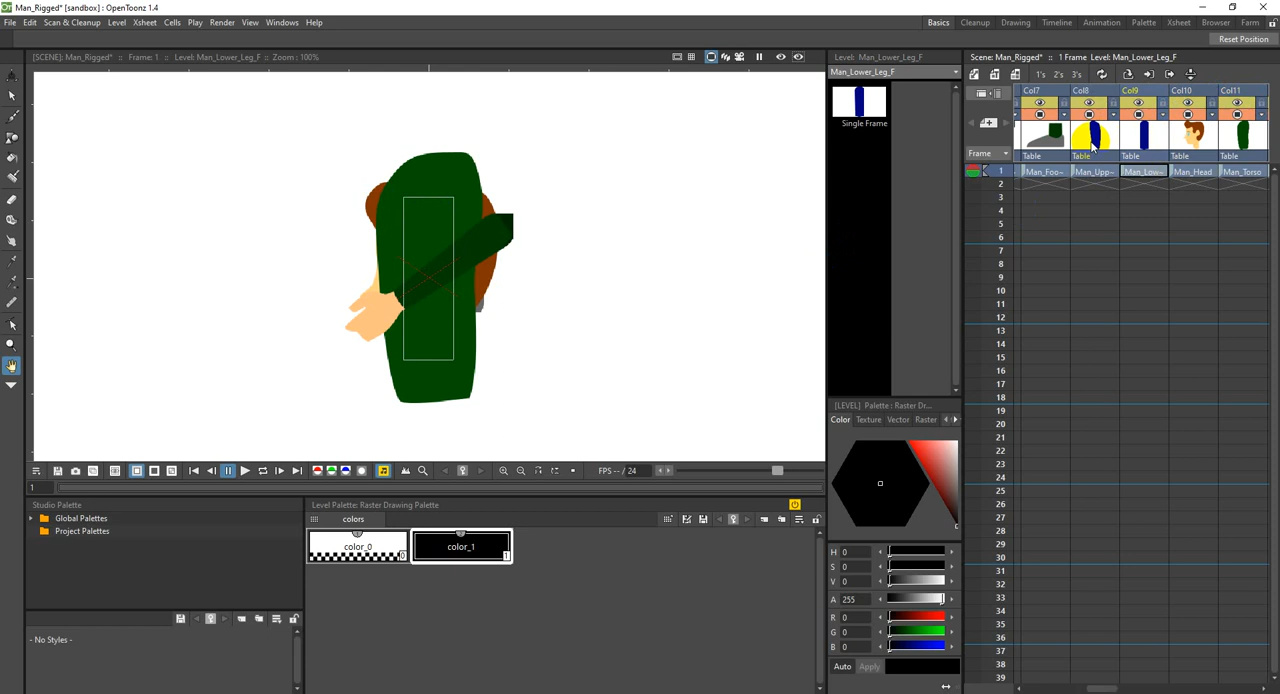 Man_Rigged* [sandbox] : OpenToonz 1.4
File Edit Scan & Cleanup Level Xsheet Cells Play Render View Windows Help
Basics Cleanup Drawing Timeline Animation Palette Xsheet Browser Farm
Reset Position
[SCENE]: Man_Rigged* :: Frame: 1 :: Level: Man_Lower_Leg_F :: Zoom : 100%
Level: Man_Lower_Leg_F
Scene: Man_Rigged* :: 1 Frame Level: Man_Lower_Leg_F
Man_Lower_Leg_F
1's 2's 3's
Col7 Col8 Col9 Col10 Col11
Single Frame
Frame
Table Table Table Table Table
1 Man_Foo~ Man_Upp~ Man_Low~ Man_Head Man_Torso
2
3
4
5
6
7
8
9
10
11
12
13
14
15
16
17
18
19
20
21
22
23
24
25
26
27
28
29
30
31
32
33
34
35
36
37
38
39
[LEVEL] Palette : Raster Dr...
Color Texture Vector Raster
FPS -- / 24
1
Studio Palette
Global Palettes
Project Palettes
- No Styles -
Level Palette: Raster Drawing Palette
colors
color_0 0
color_1 1
H 0
S 0
V 0
A 255
R 0
G 0
B 0
Auto Apply